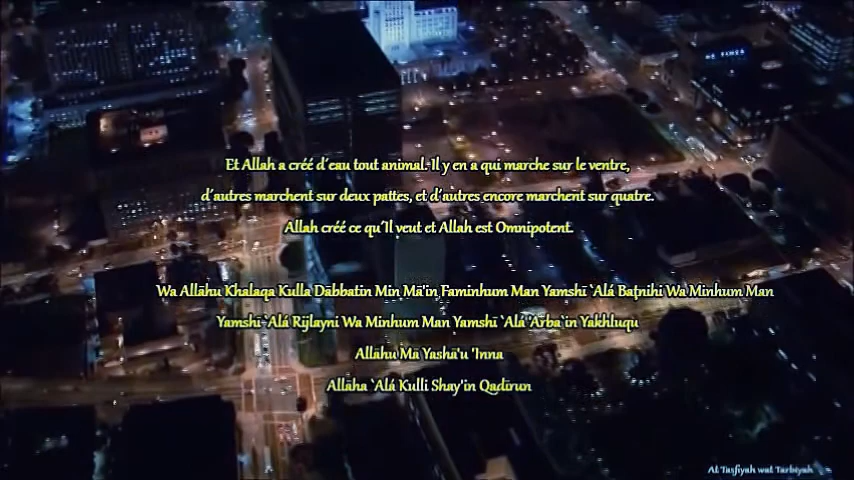 Et Allah a créé d'eau tout animal. Il y en a qui marche sur le ventre,
d'autres marchent sur deux pattes, et d'autres encore marchent sur quatre.
Allah créé ce qu'Il veut et Allah est Omnipotent.
Wa Allāhu Khalaqa Kulla Dābbatin Min Mā'in Faminhum Man Yamshī `Alá Baţnihi Wa Minhum Man
Yamshī `Alá Rijlayni Wa Minhum Man Yamshī `Alá 'Arba`in Yakhluqu
Allāhu Mā Yashā'u 'Inna
Allāha `Alá Kulli Shay'in Qadīrun
At Tasfiyah wat Tarbiyah